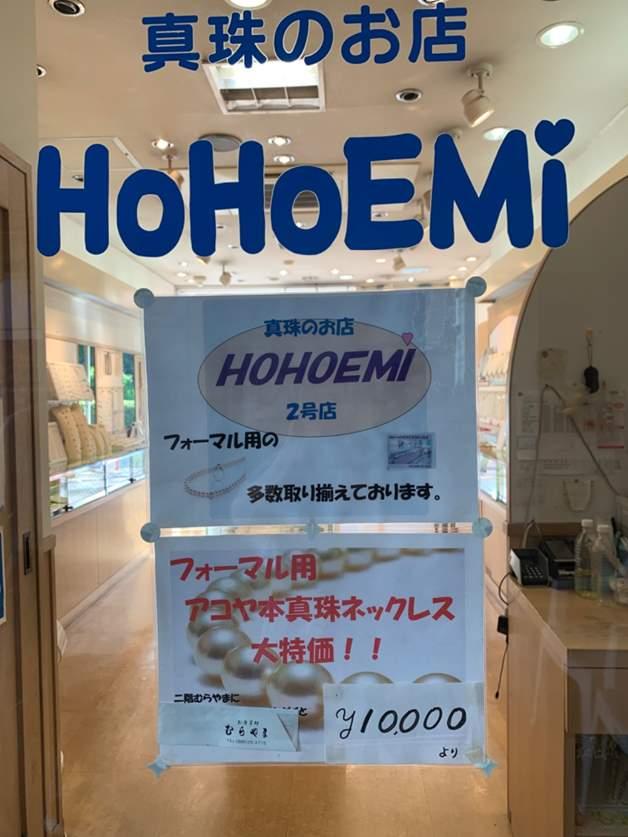 真珠のお店
HOHOEMi
真珠のお店
HOHOEMi
2号店
フォーマル用の
多数取り揃えております。
フォーマル用
アコヤ本真珠ネックレス
大特価！！
二階むらやまに
むらやま
¥10,000
より